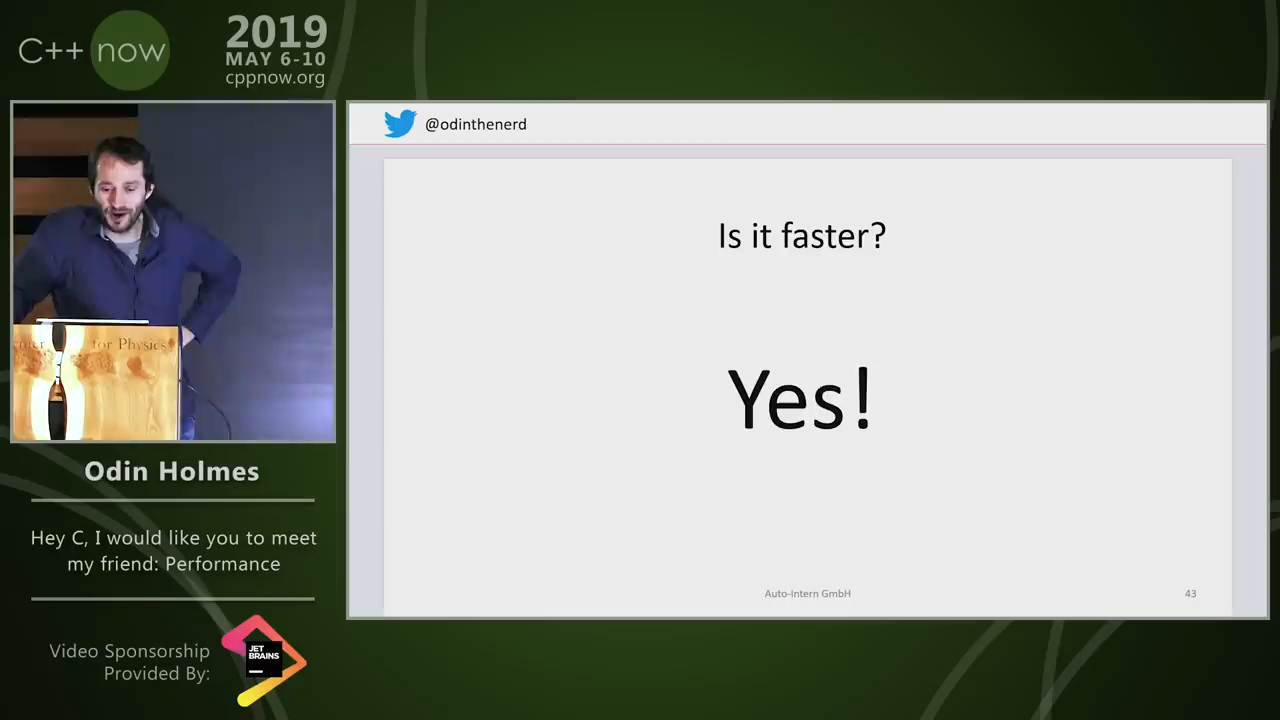 C++ now
2019
MAY 6-10
cppnow.org
@odinthenerd
Is it faster?
Yes!
Auto-Intern GmbH
43
for Physics
Odin Holmes
Hey C, I would like you to meet
my friend: Performance
Video Sponsorship
Provided By:
JET
BRAINS